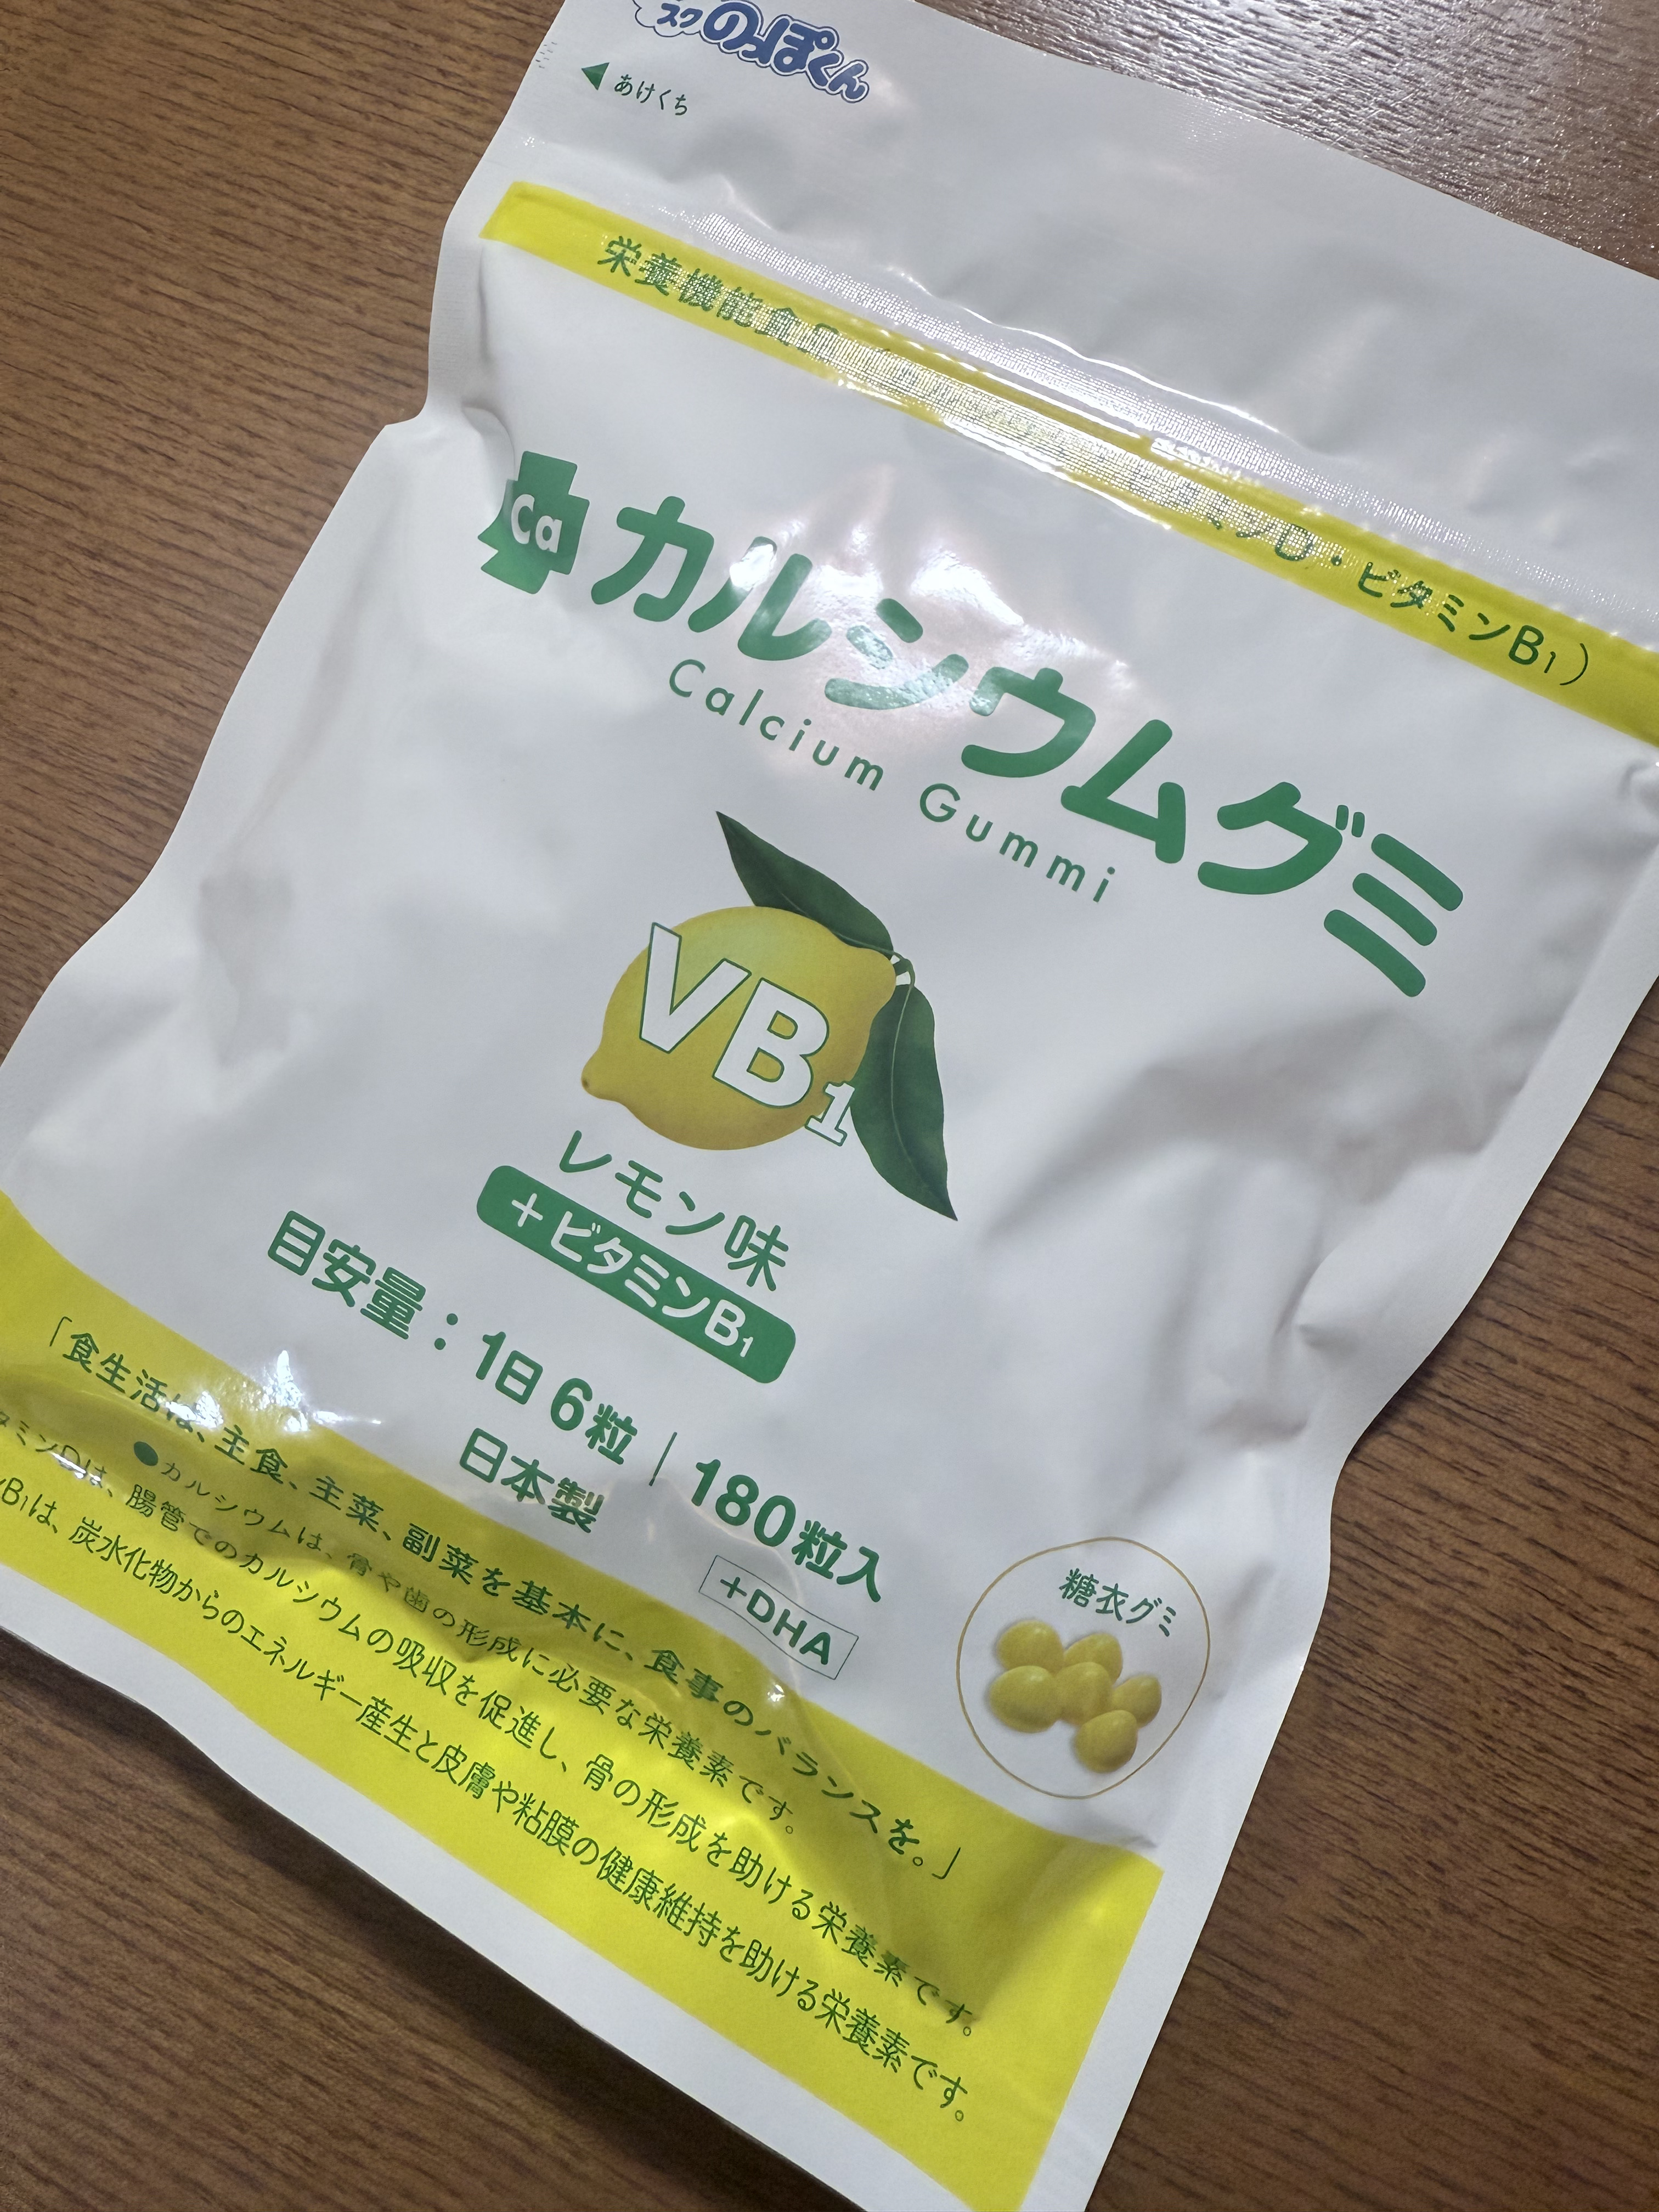 スク のっぽくん
あけくち
栄養機能食品
ビタミンD・ビタミンB1）
Ca カルシウムグミ
Calcium Gummi
VB1
レモン味
+ビタミンB1
目安量：1日6粒｜180粒入
日本製
+DHA
糖衣グミ
「食生活は、主食、主菜、副菜を基本に、食事のバランスを。」
●カルシウムは、骨や歯の形成に必要な栄養素です。
タミンDは、腸管でのカルシウムの吸収を促進し、骨の形成を助ける栄養素です。
ンB1は、炭水化物からのエネルギー産生と皮膚や粘膜の健康維持を助ける栄養素です。